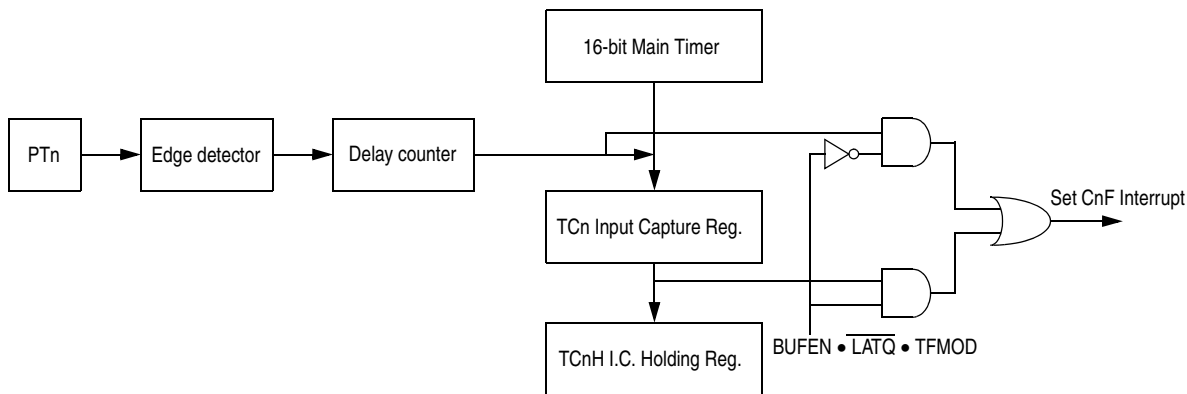 16-bit Main Timer
PTn
Edge detector
Delay counter
TCn Input Capture Reg.
Set CnF Interrupt
TCnH I.C. Holding Reg.
BUFEN • L̅A̅T̅Q̅ • TFMOD